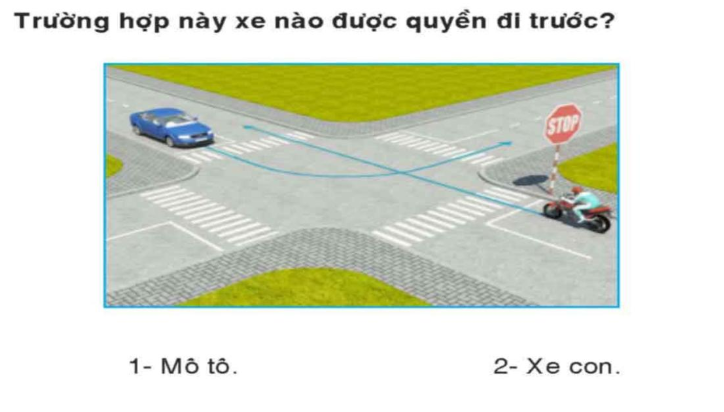 Trường hợp này xe nào được quyền đi trước?
STOP
1- Mô tô.
2- Xe con.